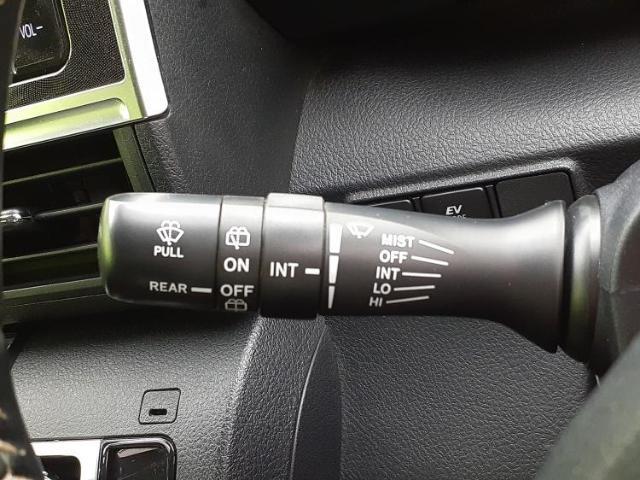 VOL-
EV
MIST
OFF
INT
LO
HI
INT
ON
OFF
PULL
REAR